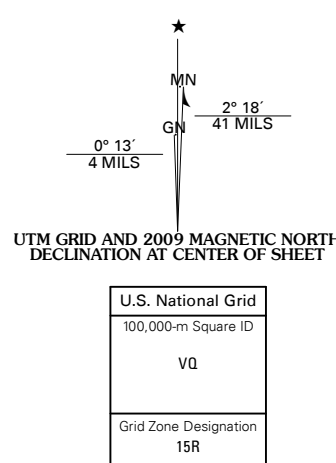 ★
MN
2° 18´
41 MILS
GN
0° 13´
4 MILS
UTM GRID AND 2009 MAGNETIC NORTH
DECLINATION AT CENTER OF SHEET
U.S. National Grid
100,000-m Square ID
VQ
Grid Zone Designation
15R